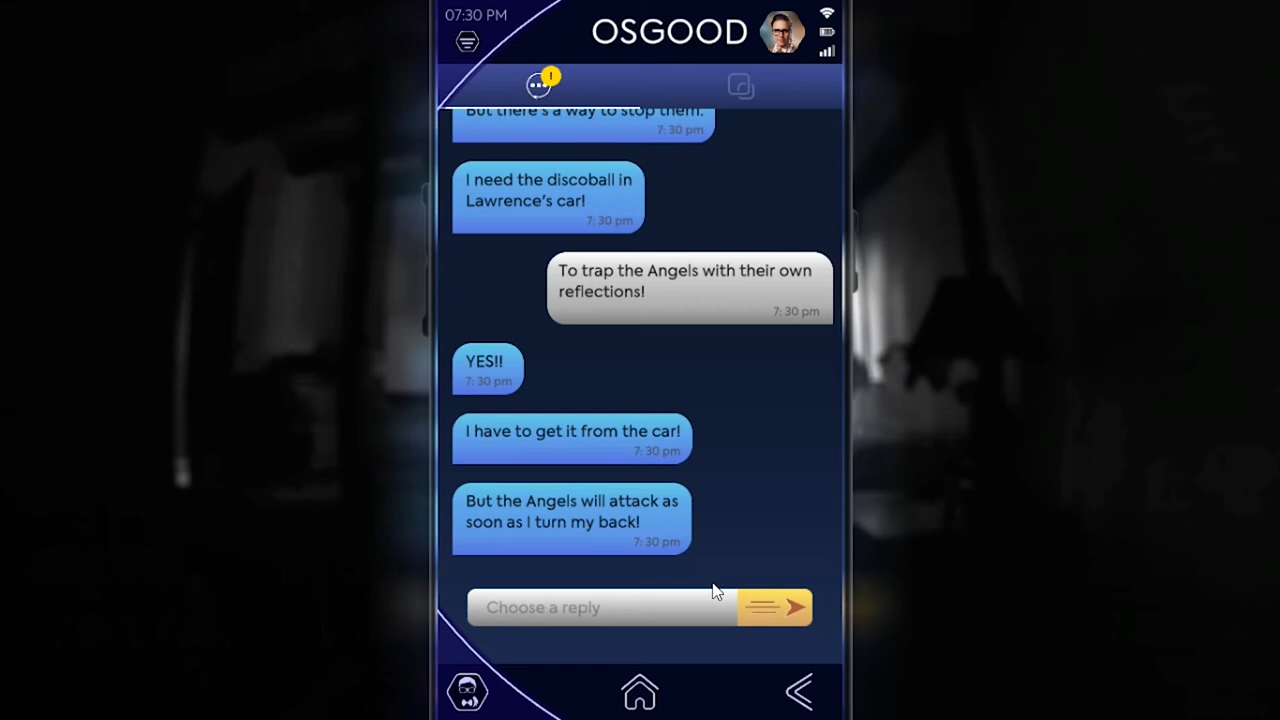 07:30 PM
OSGOOD
!
But there's a way to stop them.
7:30 pm
I need the discoball in
Lawrence's car!
7:30 pm
To trap the Angels with their own
reflections!
7:30 pm
YES!!
7:30 pm
I have to get it from the car!
7:30 pm
But the Angels will attack as
soon as I turn my back!
7:30 pm
Choose a reply